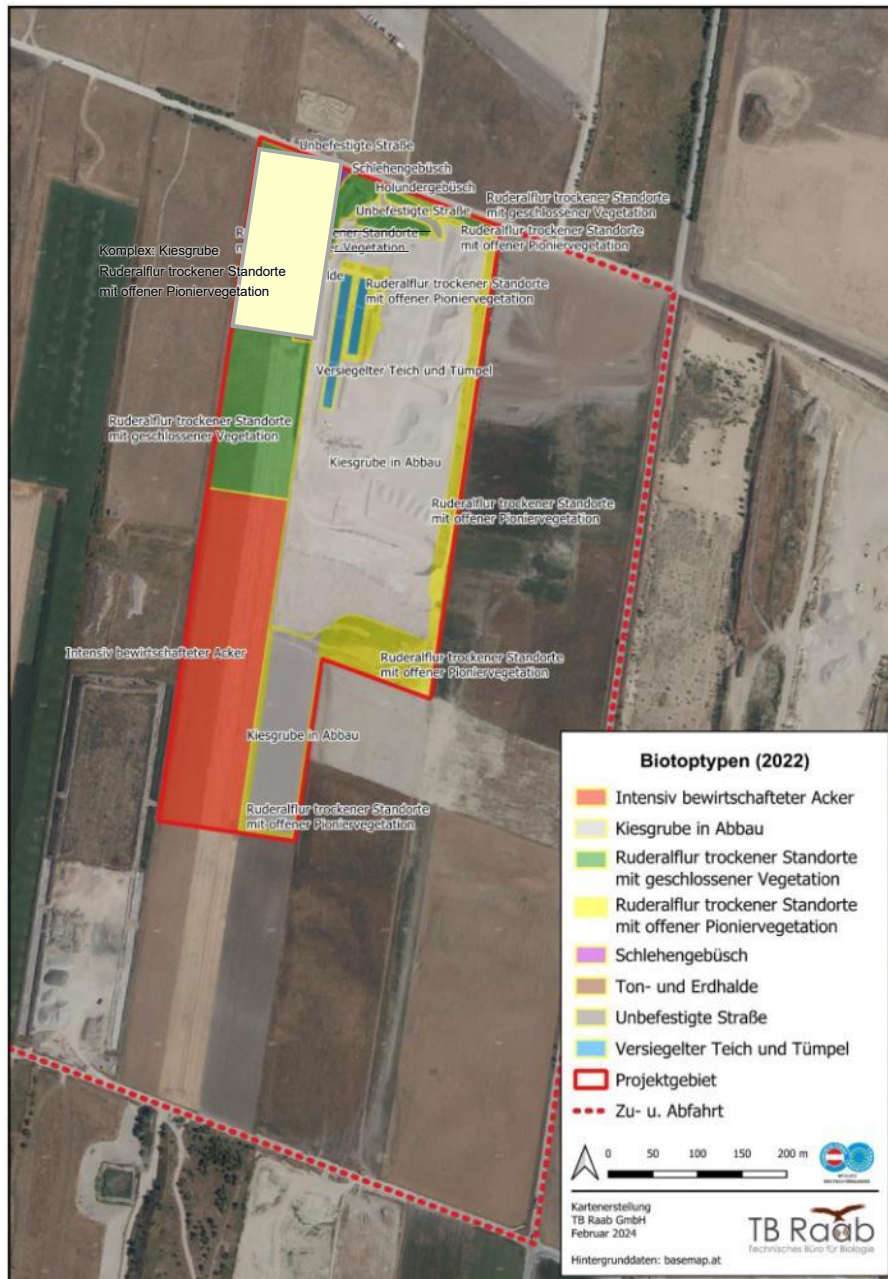 Unbefestigte Straße
Schlehengebüsch
Holundergebüsch
Unbefestigte Straße
Ruderalflur trockener Standorte
mit geschlossener Vegetation
Ruderalflur trockener Standorte
mit offener Pioniervegetation
R
ener Standorte
n
er Vegetation
Komplex: Kiesgrube
Ruderalflur trockener Standorte
mit offener Pioniervegetation
lde
Ruderalflur trockener Standorte
mit offener Pioniervegetation
Versiegelter Teich und Tümpel
Ruderalflur trockener Standorte
mit geschlossener Vegetation
Kiesgrube in Abbau
Ruderalflur trockener Standorte
mit offener Pioniervegetation
Intensiv bewirtschafteter Acker
Ruderalflur trockener Standorte
mit offener Pioniervegetation
Kiesgrube in Abbau
Ruderalflur trockener Standorte
mit offener Pioniervegetation
Biotoptypen (2022)
Intensiv bewirtschafteter Acker
Kiesgrube in Abbau
Ruderalflur trockener Standorte
mit geschlossener Vegetation
Ruderalflur trockener Standorte
mit offener Pioniervegetation
Schlehengebüsch
Ton- und Erdhalde
Unbefestigte Straße
Versiegelter Teich und Tümpel
Projektgebiet
Zu- u. Abfahrt
0 50 100 150 200 m
Kartenerstellung
TB Raab GmbH
Februar 2024
Hintergrunddaten: basemap.at
TB Raab
Technisches Büro für Biologie